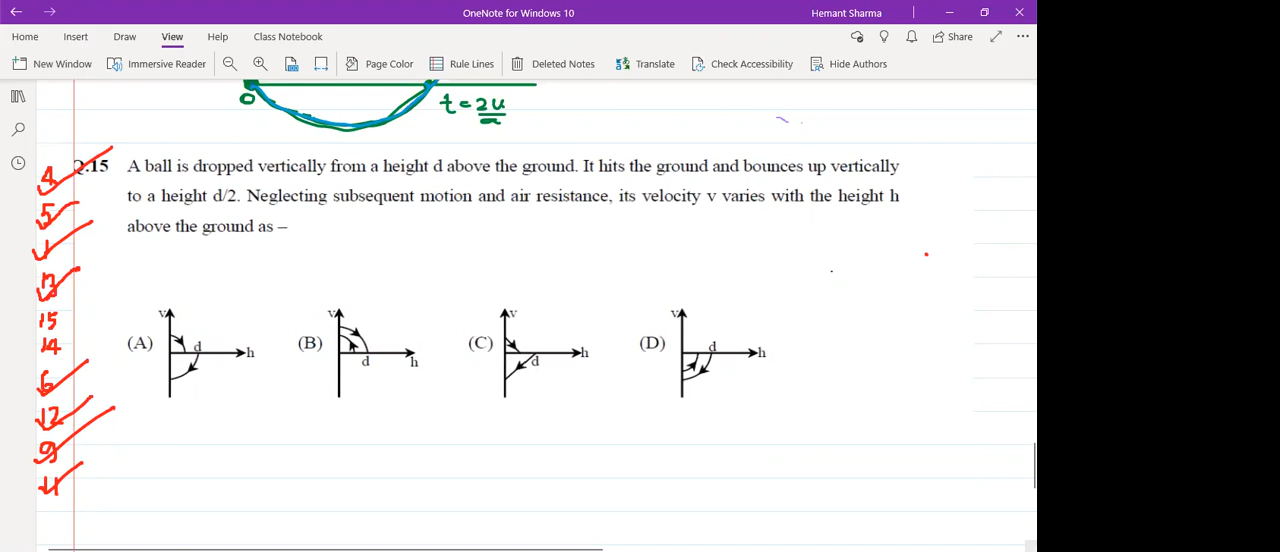 OneNote for Windows 10
Hemant Sharma
Home Insert Draw View Help Class Notebook
Share
New Window Immersive Reader Page Color Rule Lines Deleted Notes Translate Check Accessibility Hide Authors
0
t = 2u/a
Q.15 A ball is dropped vertically from a height d above the ground. It hits the ground and bounces up vertically
to a height d/2. Neglecting subsequent motion and air resistance, its velocity v varies with the height h
above the ground as –
(A) v d h
(B) v d h
(C) v d h
(D) v d h
4
5
1
13
15
14
6
12
9